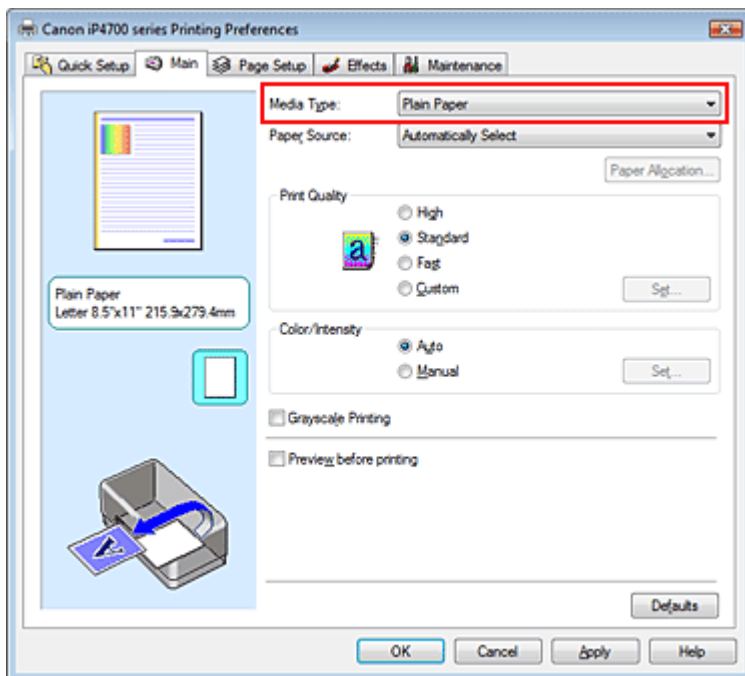 Canon iP4700 series Printing Preferences
Quick Setup Main Page Setup Effects Maintenance
Media Type: Plain Paper
Paper Source: Automatically Select
Paper Allocation...
Print Quality
High
a Standard
Fast
Custom Set...
Plain Paper
Letter 8.5"x11" 215.9x279.4mm
Color/Intensity
Auto
Manual Set...
Grayscale Printing
Preview before printing
A
Defaults
OK Cancel Apply Help